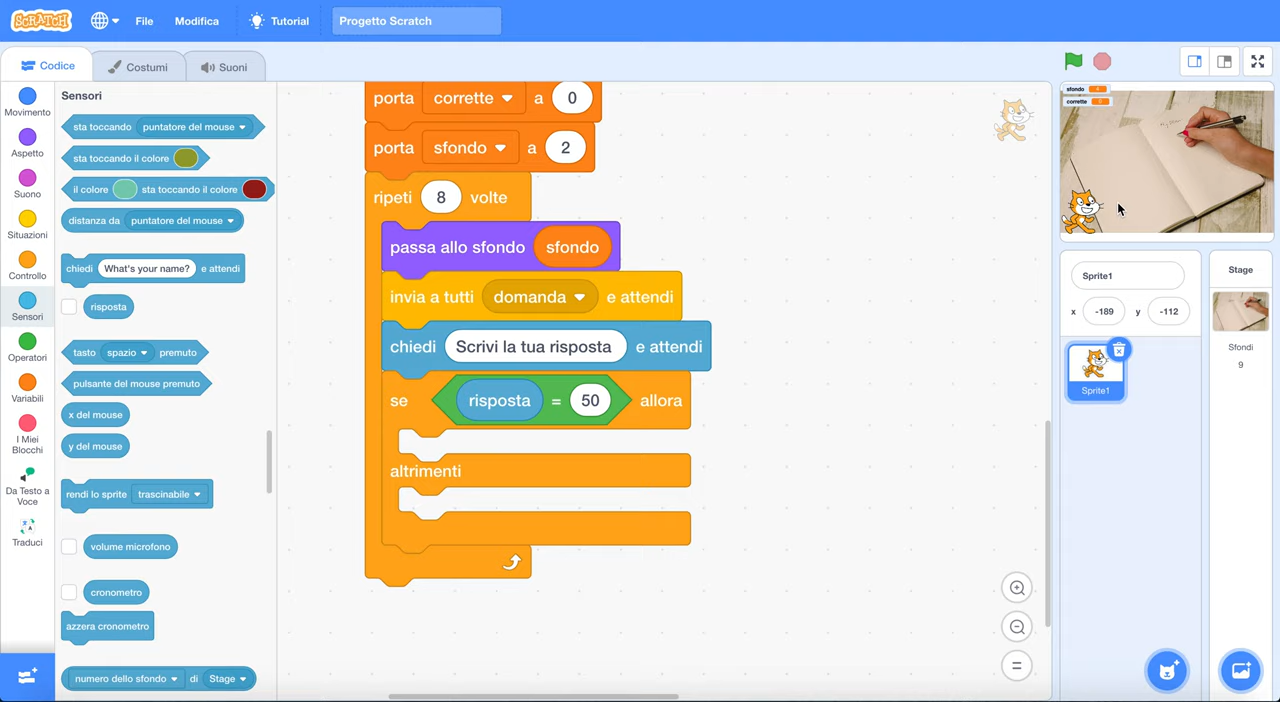 SCRATCH File Modifica Tutorial Progetto Scratch
Codice Costumi Suoni
Movimento
Aspetto
Suono
Situazioni
Controllo
Sensori
Operatori
Variabili
I Miei
Blocchi
Da Testo a
Voce
Traduci
Sensori
sta toccando puntatore del mouse
sta toccando il colore
il colore sta toccando il colore
distanza da puntatore del mouse
chiedi What's your name? e attendi
risposta
tasto spazio premuto
pulsante del mouse premuto
x del mouse
y del mouse
rendi lo sprite trascinabile
volume microfono
cronometro
azzera cronometro
numero dello sfondo di Stage
porta corrette a 0
porta sfondo a 2
ripeti 8 volte
passa allo sfondo sfondo
invia a tutti domanda e attendi
chiedi Scrivi la tua risposta e attendi
se risposta = 50 allora
altrimenti
sfondo 4
corrette
Sprite1
x -189 y -112
Sprite1
Stage
Sfondi
9